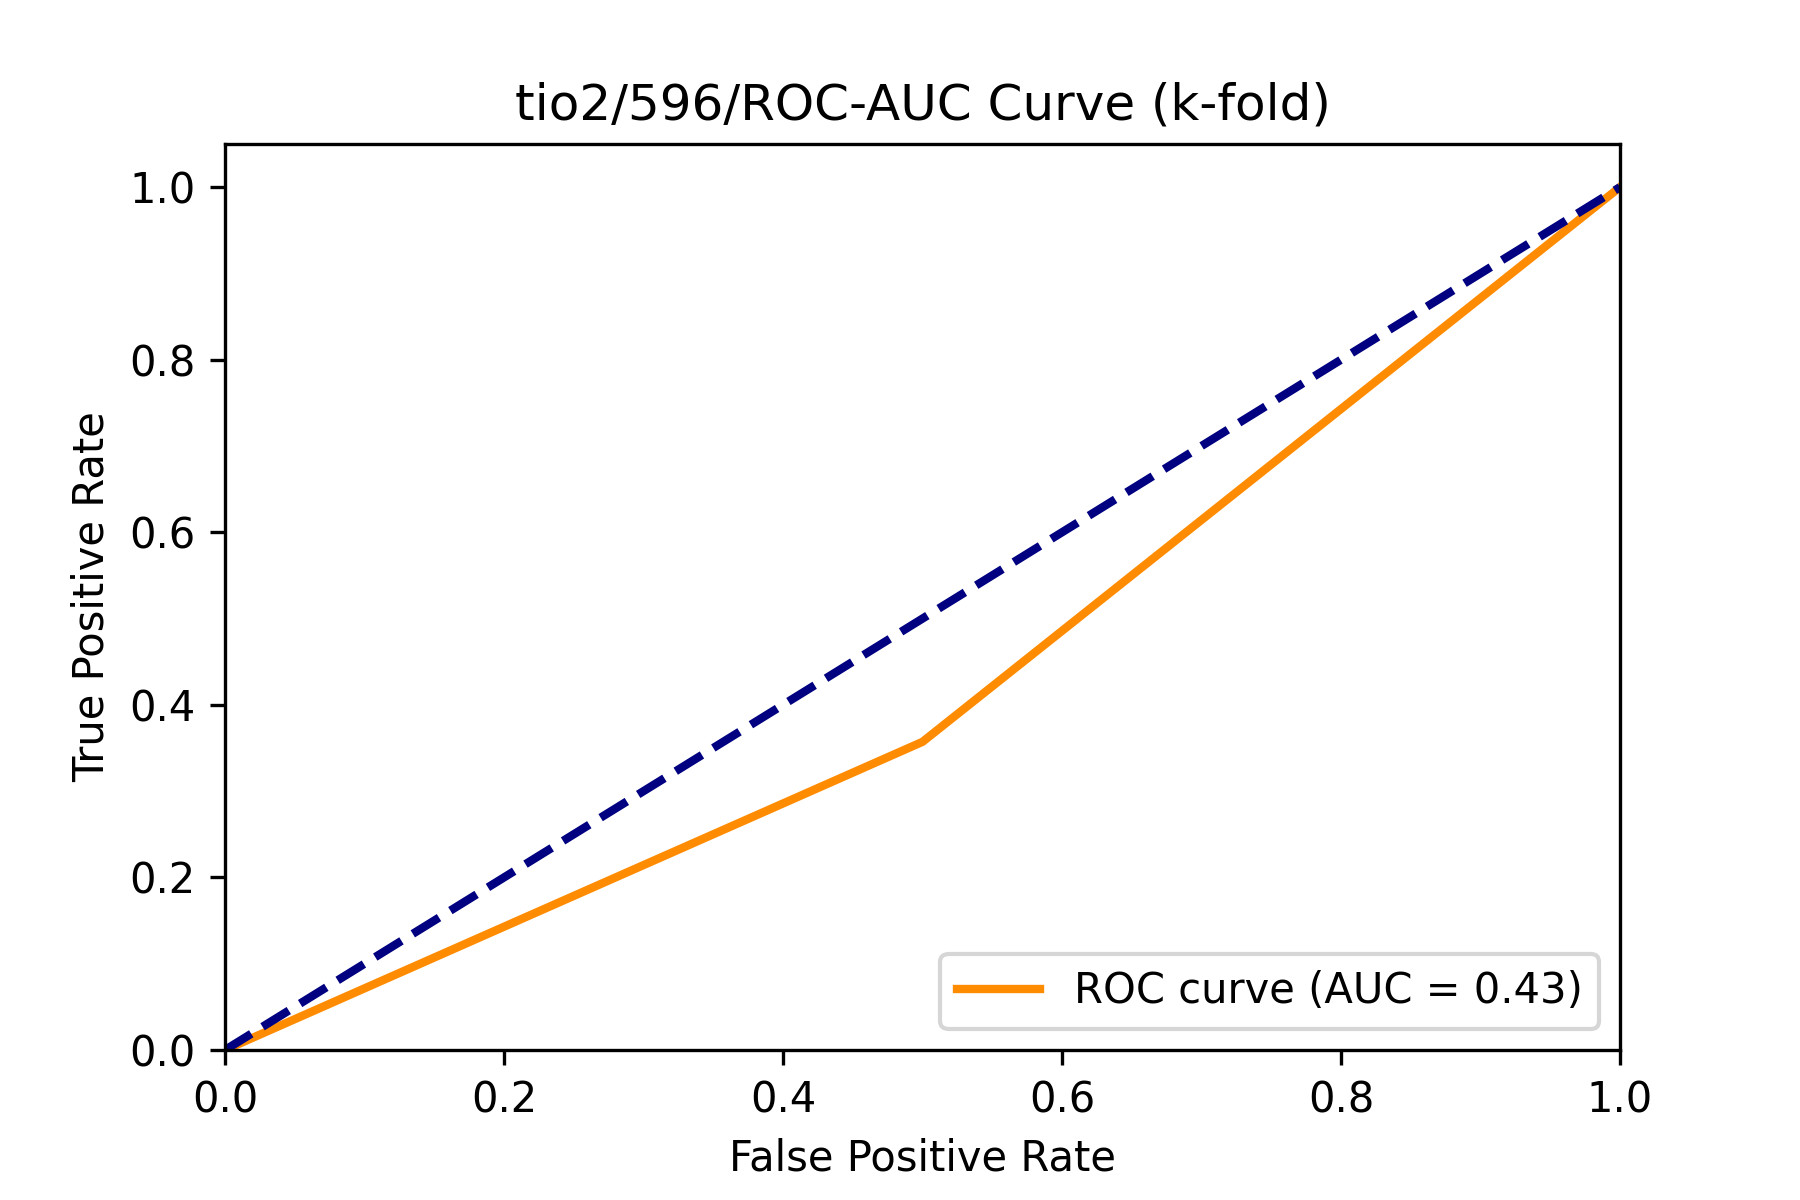 tio2/596/ROC-AUC Curve (k-fold)
1.0
0.8
0.6
0.4
0.2
0.0
True Positive Rate
ROC curve (AUC = 0.43)
0.0 0.2 0.4 0.6 0.8 1.0
False Positive Rate